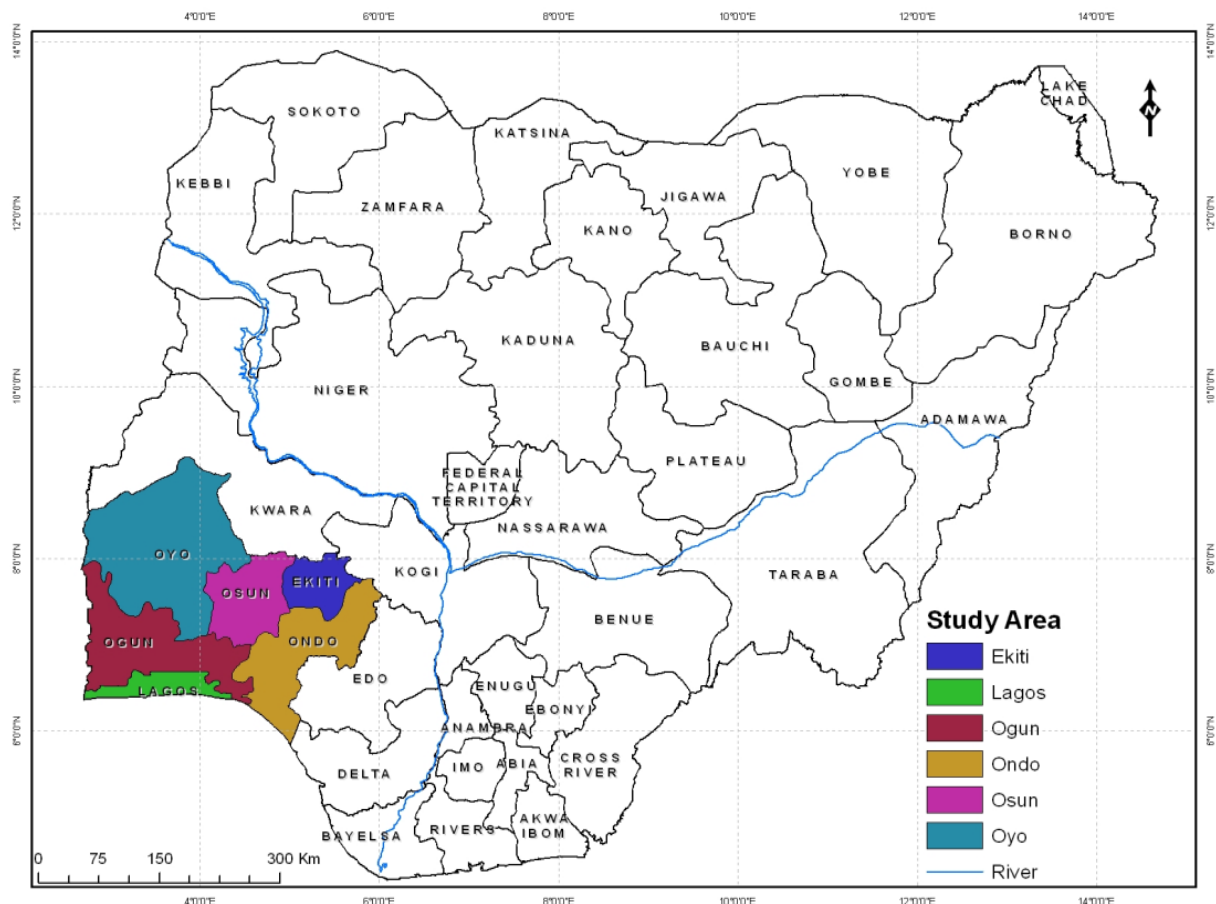 4°0'0"E 6°0'0"E 8°0'0"E 10°0'0"E 12°0'0"E 14°0'0"E
14°0'0"N
14°0'0"N
LAKE
CHAD
N
SOKOTO
KATSINA
KEBBI
YOBE
ZAMFARA
JIGAWA
12°0'0"N
12°0'0"N
KANO
BORNO
KADUNA
BAUCHI
NIGER
GOMBE
10°0'0"N
10°0'0"N
ADAMAWA
PLATEAU
FEDERAL
CAPITAL
TERRITORY
KWARA
NASSARAWA
OYO
8°0'0"N
8°0'0"N
KOGI
TARABA
EKITI
OSUN
BENUE
OGUN
ONDO
EDO
LAGOS
ENUGU
EBONYI
ANAMBRA
6°0'0"N
6°0'0"N
DELTA
IMO
ABIA
CROSS
RIVER
BAYELSA
RIVERS
AKWA
IBOM
Study Area
Ekiti
Lagos
Ogun
Ondo
Osun
Oyo
River
0 75 150 300 Km
4°0'0"E 6°0'0"E 8°0'0"E 10°0'0"E 12°0'0"E 14°0'0"E